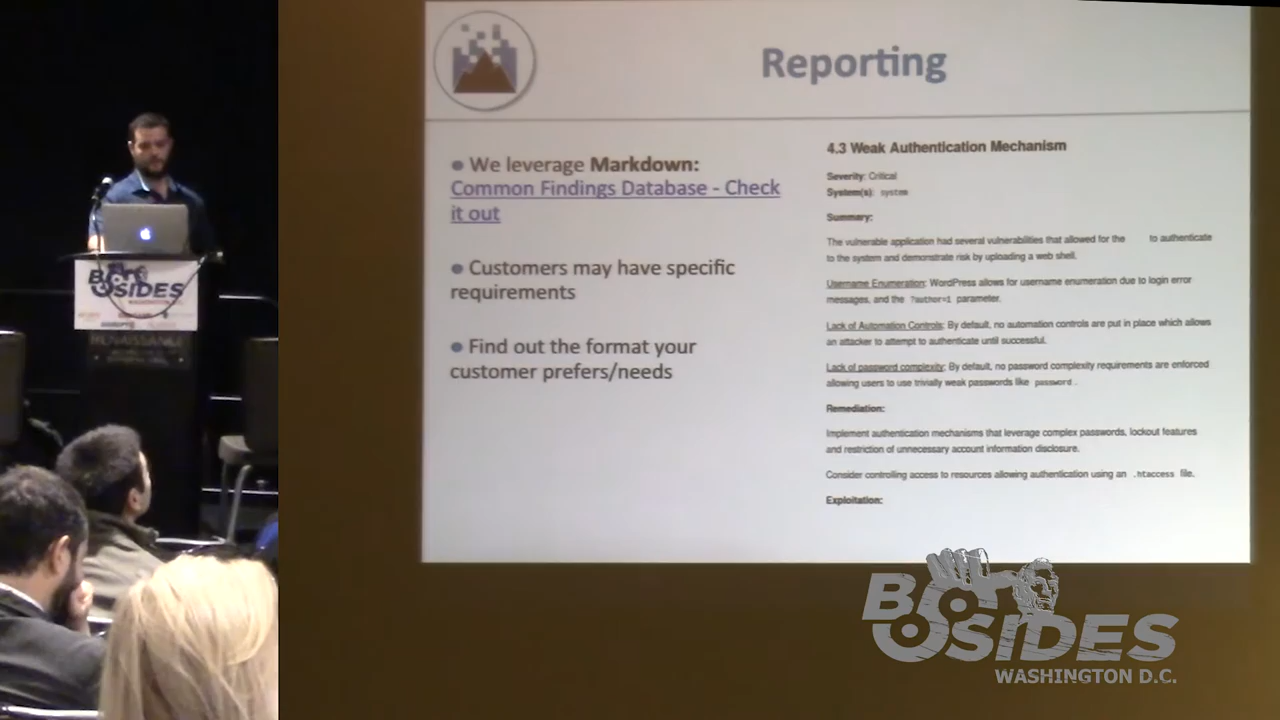 Reporting
● We leverage Markdown:
Common Findings Database - Check
it out
● Customers may have specific
requirements
● Find out the format your
customer prefers/needs
4.3 Weak Authentication Mechanism
Severity: Critical
System(s): system
Summary:
The vulnerable application had several vulnerabilities that allowed for the to authenticate
to the system and demonstrate risk by uploading a web shell.
Username Enumeration: WordPress allows for username enumeration due to login error
messages, and the ?author=1 parameter.
Lack of Automation Controls: By default, no automation controls are put in place which allows
an attacker to attempt to authenticate until successful.
Lack of password complexity: By default, no password complexity requirements are enforced
allowing users to use trivially weak passwords like password.
Remediation:
Implement authentication mechanisms that leverage complex passwords, lockout features
and restriction of unnecessary account information disclosure.
Consider controlling access to resources allowing authentication using an .htaccess file.
Exploitation:
BSIDES
WASHINGTON D.C.
RENAISSANCE
BSIDES
WASHINGTON D.C.